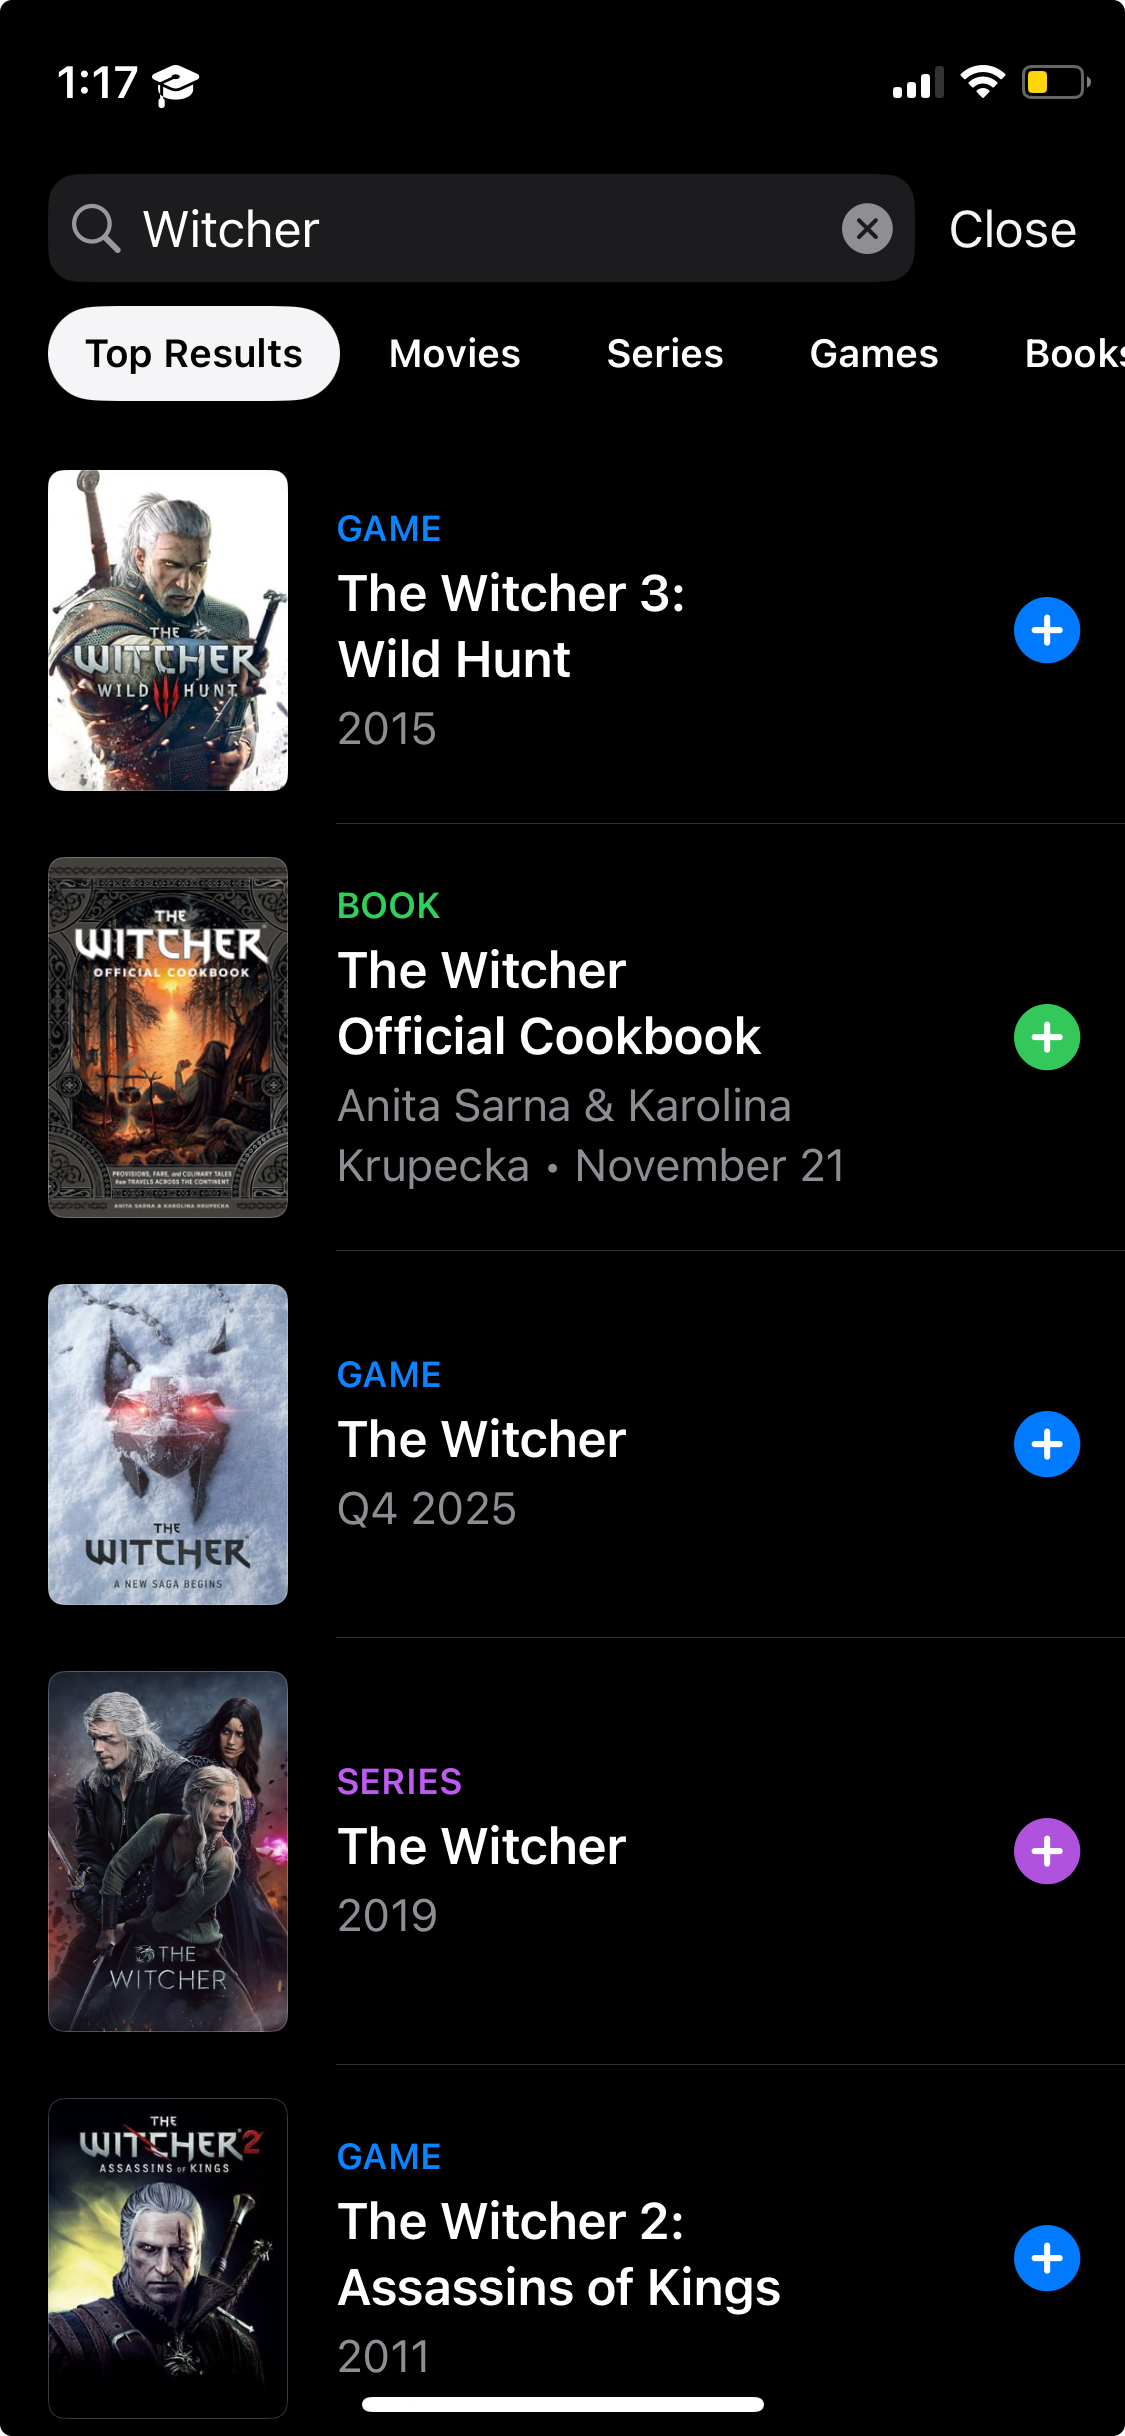 1:17
Witcher
Close
Top Results
Movies
Series
Games
Books
THE
WITCHER
WILD HUNT
GAME
The Witcher 3:
Wild Hunt
2015
THE
WITCHER
OFFICIAL COOKBOOK
PROVISIONS, FARE, and CULINARY TALES
from TRAVELS ACROSS THE CONTINENT
ANITA SARNA & KAROLINA KRUPECKA
BOOK
The Witcher
Official Cookbook
Anita Sarna & Karolina
Krupecka • November 21
THE
WITCHER
A NEW SAGA BEGINS
GAME
The Witcher
Q4 2025
THE
WITCHER
SERIES
The Witcher
2019
THE
WITCHER 2
ASSASSINS OF KINGS
GAME
The Witcher 2:
Assassins of Kings
2011